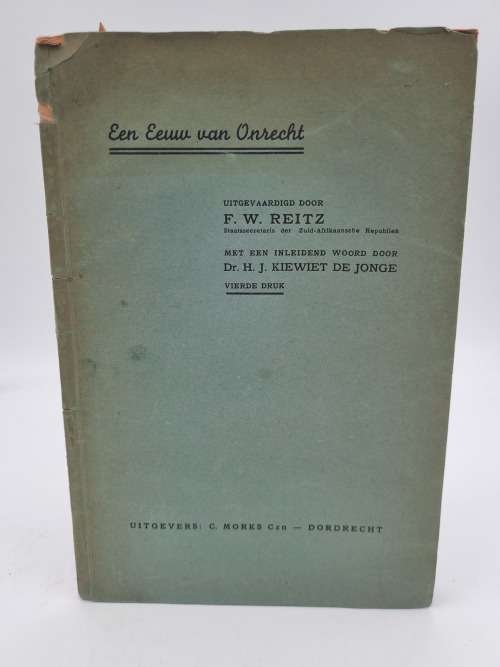 Een Eeuw van Onrecht
UITGEVAARDIGD DOOR
F. W. REITZ
Staatssecretaris der Zuid-Afrikaansche Republiek
MET EEN INLEIDEND WOORD DOOR
Dr. H. J. KIEWIET DE JONGE
VIERDE DRUK
UITGEVERS: C. MORKS Czn — DORDRECHT